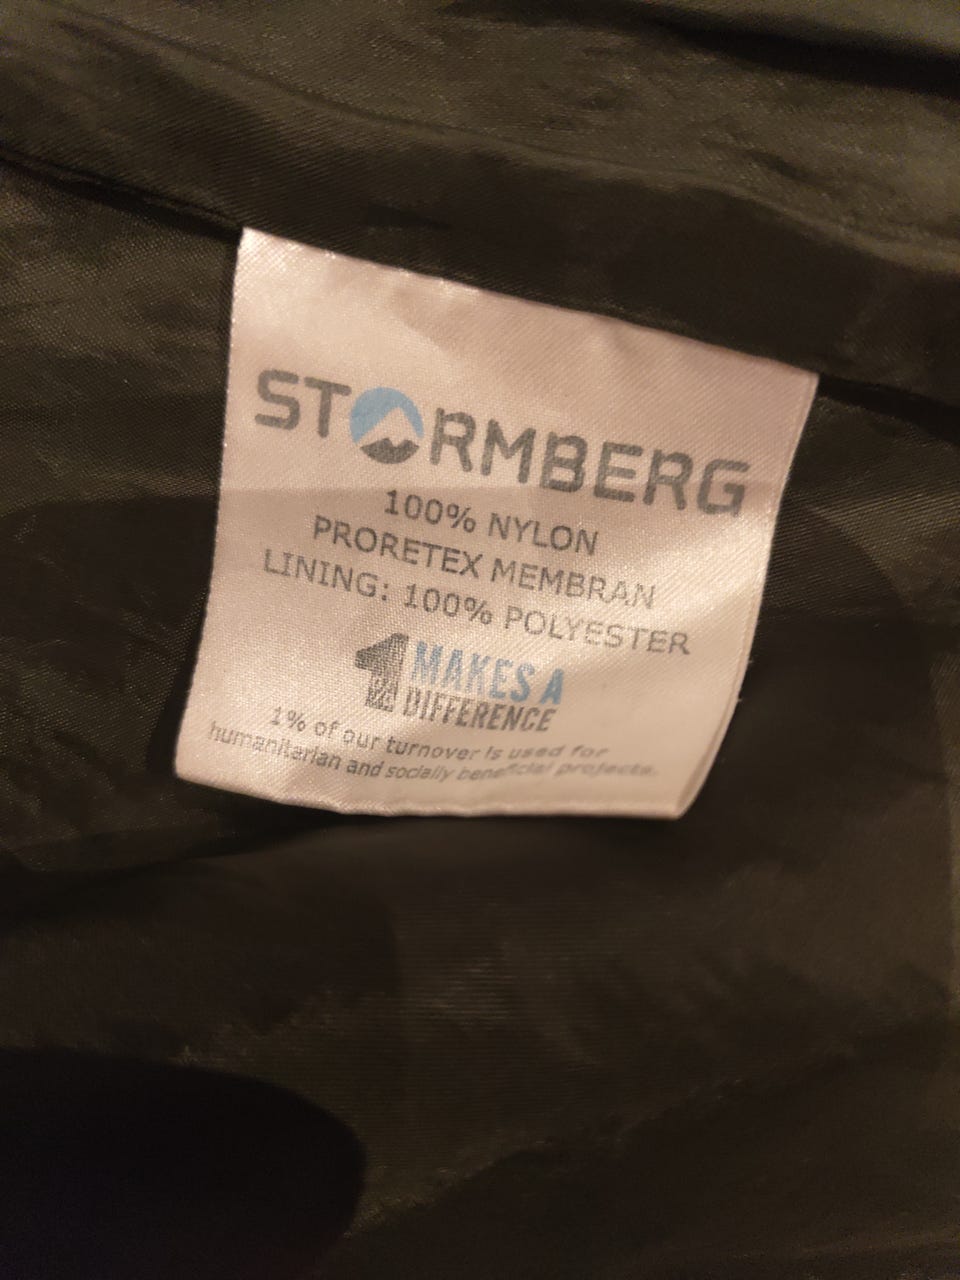 STORMBERG
100% NYLON
PRORETEX MEMBRAN
LINING: 100% POLYESTER
1% MAKES A
DIFFERENCE
1% of our turnover is used for
humanitarian and socially beneficial projects.